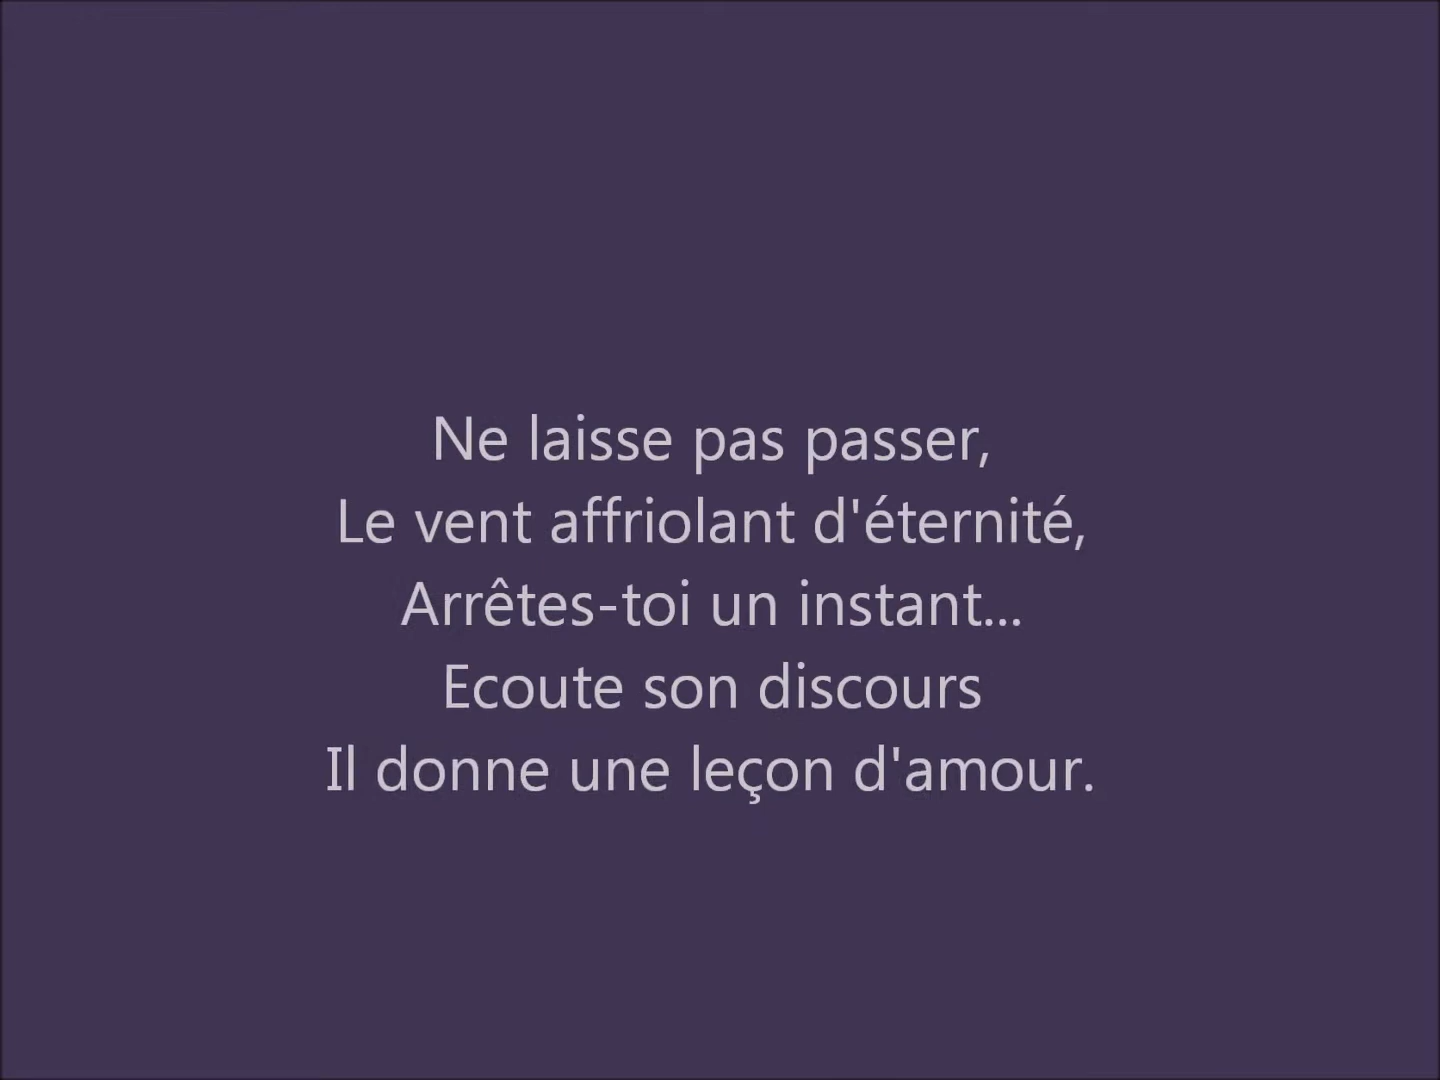 Ne laisse pas passer,
Le vent affriolant d'éternité,
Arrêtes-toi un instant...
Ecoute son discours
Il donne une leçon d'amour.